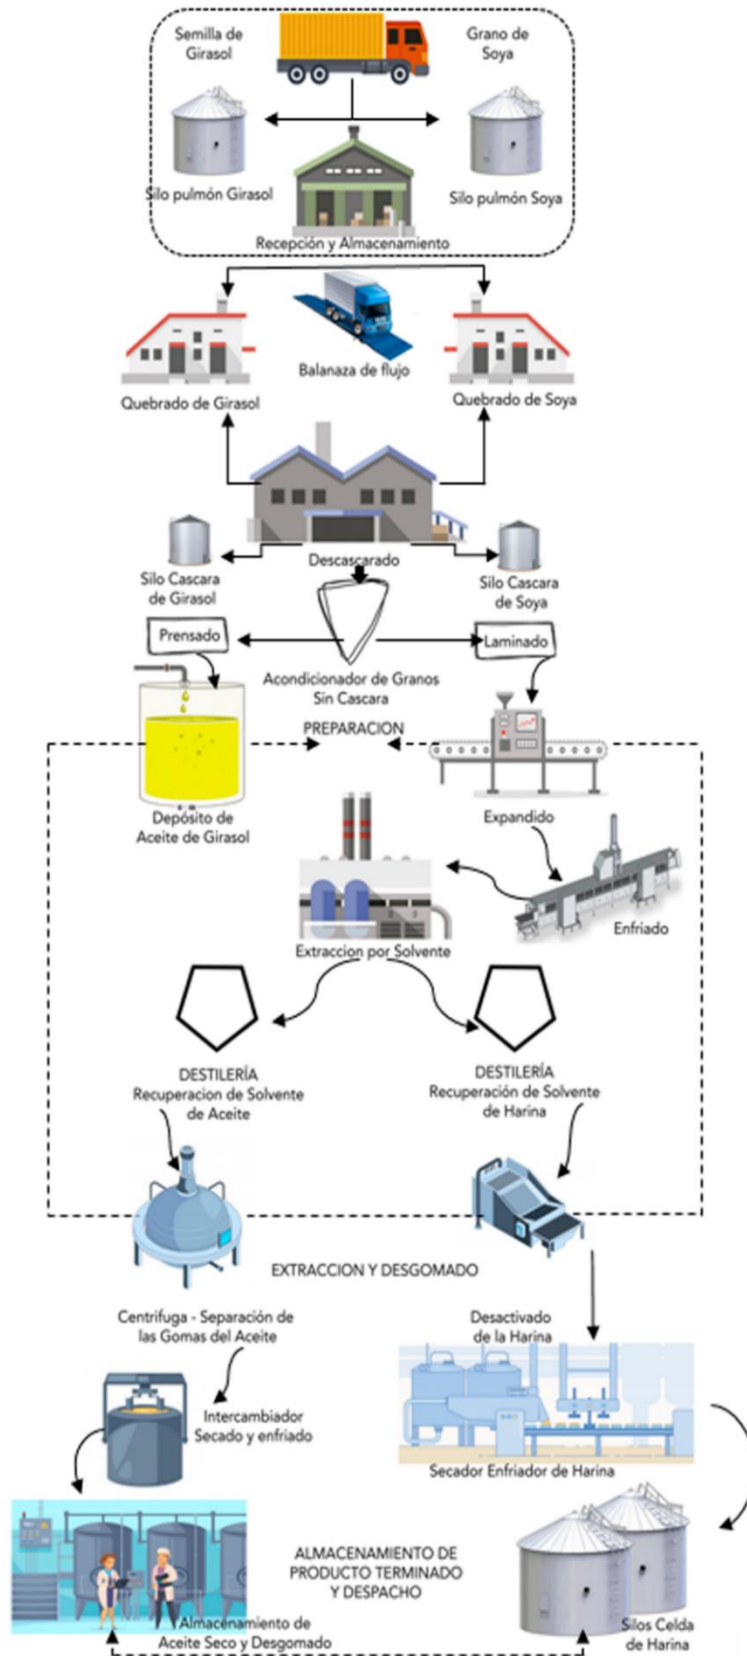 Semilla de
Girasol
Grano de
Soya
Silo pulmón Girasol
Silo pulmón Soya
Recepción y Almacenamiento
Balanaza de flujo
Quebrado de Girasol
Quebrado de Soya
Descascarado
Silo Cascara
de Girasol
Silo Cascara
de Soya
Prensado
Laminado
Acondicionador de Granos
Sin Cascara
PREPARACION
Depósito de
Aceite de Girasol
Expandido
Enfriado
Extraccion por Solvente
DESTILERÍA
Recuperacion de Solvente
de Aceite
DESTILERÍA
Recuperación de Solvente
de Harina
EXTRACCION Y DESGOMADO
Centrifuga - Separación de
las Gomas del Aceite
Desactivado
de la Harina
Intercambiador
Secado y enfriado
Secador Enfriador de Harina
ALMACENAMIENTO DE
PRODUCTO TERMINADO
Y DESPACHO
Almacenamiento de
Aceite Seco y Desgomado
Silos Celda
de Harina